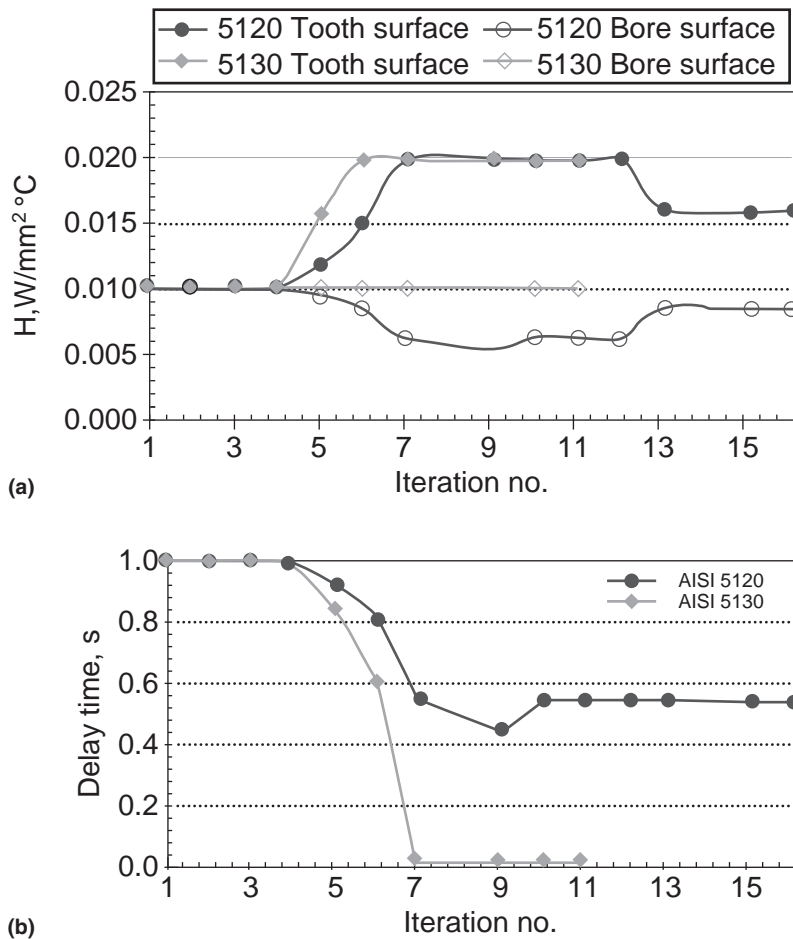 5120 Tooth surface 5120 Bore surface
5130 Tooth surface 5130 Bore surface
0.025
0.020
0.015
0.010
0.005
0.000
H,W/mm² °C
1 3 5 7 9 11 13 15
Iteration no.
(a)
1.0
0.8
0.6
0.4
0.2
0.0
Delay time, s
AISI 5120
AISI 5130
1 3 5 7 9 11 13 15
Iteration no.
(b)